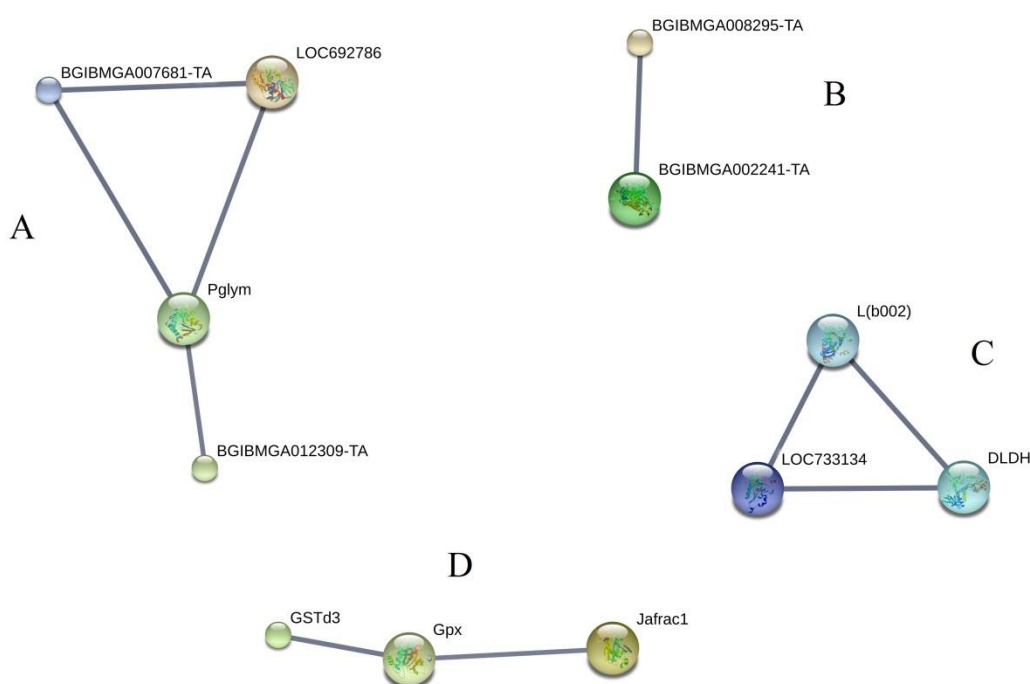 BGIBMGA007681-TA
LOC692786
A
Pglym
BGIBMGA012309-TA
BGIBMGA008295-TA
B
BGIBMGA002241-TA
L(b002)
C
LOC733134
DLDH
D
GSTd3
Gpx
Jafrac1